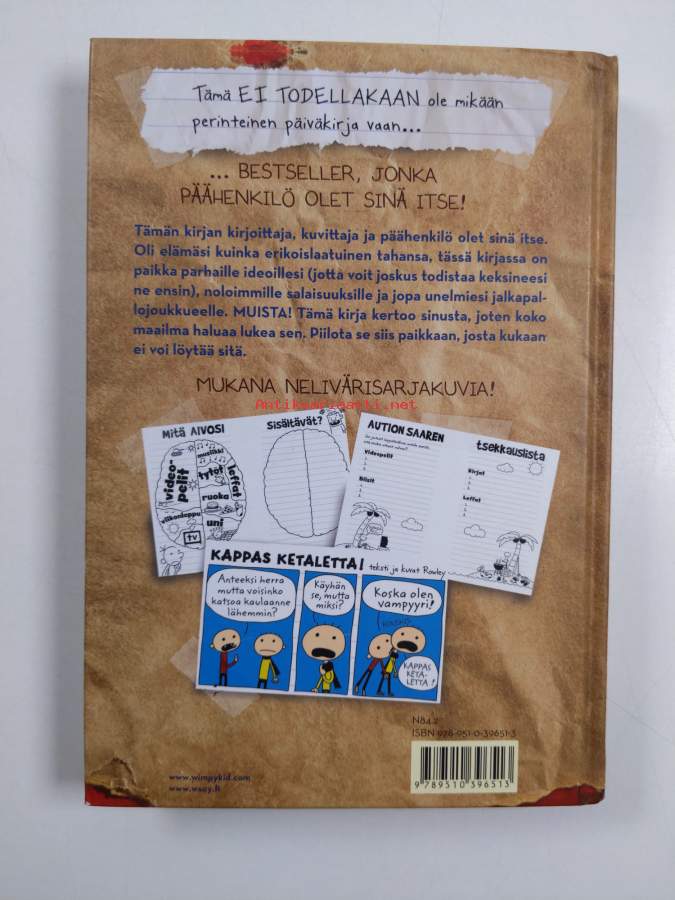 Tämä EI TODELLAKAAN ole mikään
perinteinen päiväkirja vaan...
... BESTSELLER, JONKA
PÄÄHENKILÖ OLET SINÄ ITSE!
Tämän kirjan kirjoittaja, kuvittaja ja päähenkilö olet sinä itse.
Oli elämäsi kuinka erikoislaatuinen tahansa, tässä kirjassa on
paikka parhaille ideoillesi (jotta voit joskus todistaa keksineesi
ne ensin), noloimmille salaisuuksille ja jopa unelmiesi jalkapal-
lojoukkueelle. MUISTA! Tämä kirja kertoo sinusta, joten koko
maailma haluaa lukea sen. Piilota se siis paikkaan, josta kukaan
ei voi löytää sitä.
MUKANA NELIVÄRISARJAKUVIA!
Antikvariaatti.net
Mitä AIVOSI
Sisältävät?
video-
pelit
musiikki
tytöt
leffat
ruoka
viikonloppu
uni
tv
AUTION SAAREN
tsekkauslista
Videopelit
Biisit
Kirjat
Leffat
KAPPAS KETALETTA!
teksti ja kuvat Rowley
Anteeksi herra
mutta voisinko
katsoa kaulaanne
lähemmin?
Käyhän
se, mutta
miksi?
Koska olen
vampyyri!
KAPPAS
KETA-
LETTA!
N84.2
ISBN 978-951-0-39651-3
9 789510 396513
www.wimpykid.com
www.wsoy.fi